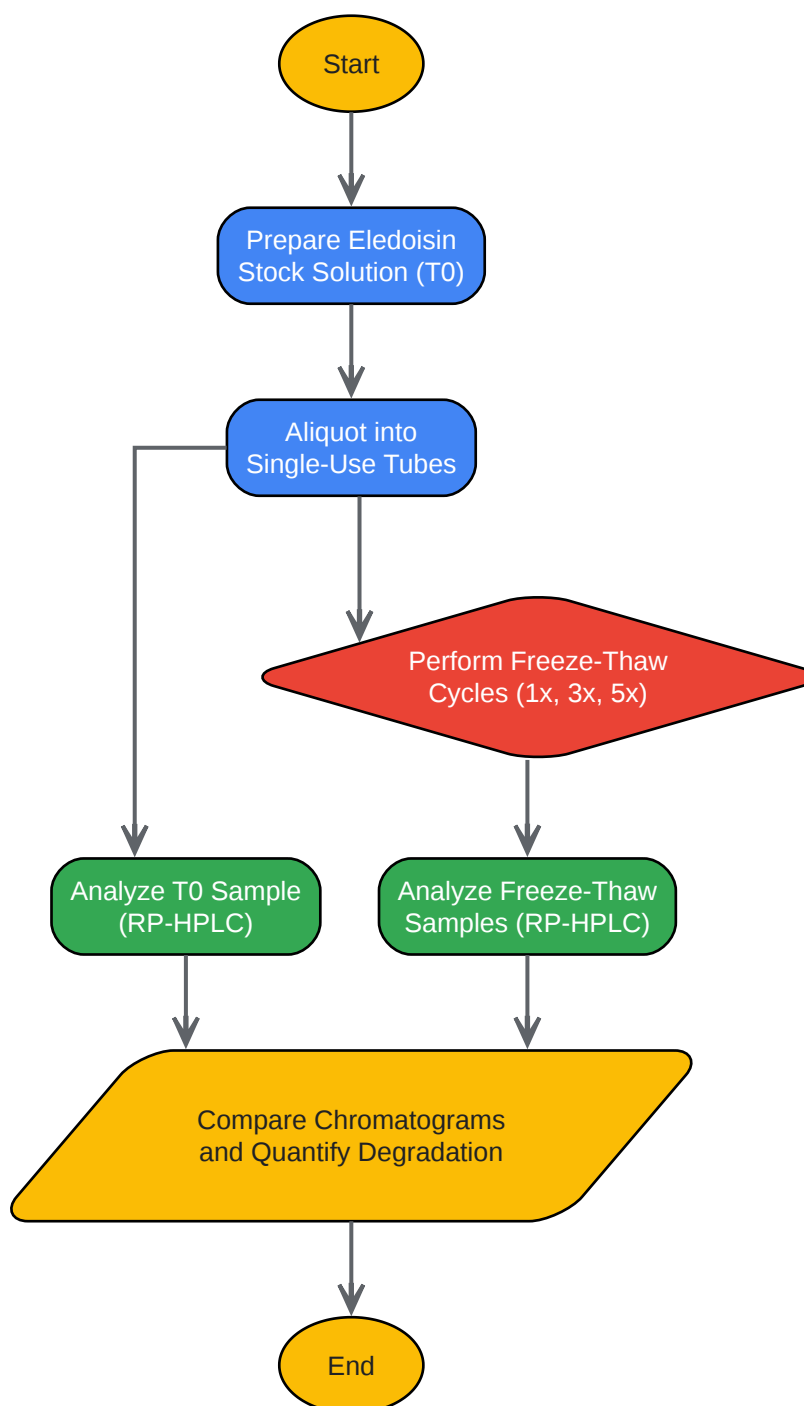 Start
Prepare Eledoisin
Stock Solution (T0)
Aliquot into
Single-Use Tubes
Perform Freeze-Thaw
Cycles (1x, 3x, 5x)
Analyze T0 Sample
(RP-HPLC)
Analyze Freeze-Thaw
Samples (RP-HPLC)
Compare Chromatograms
and Quantify Degradation
End